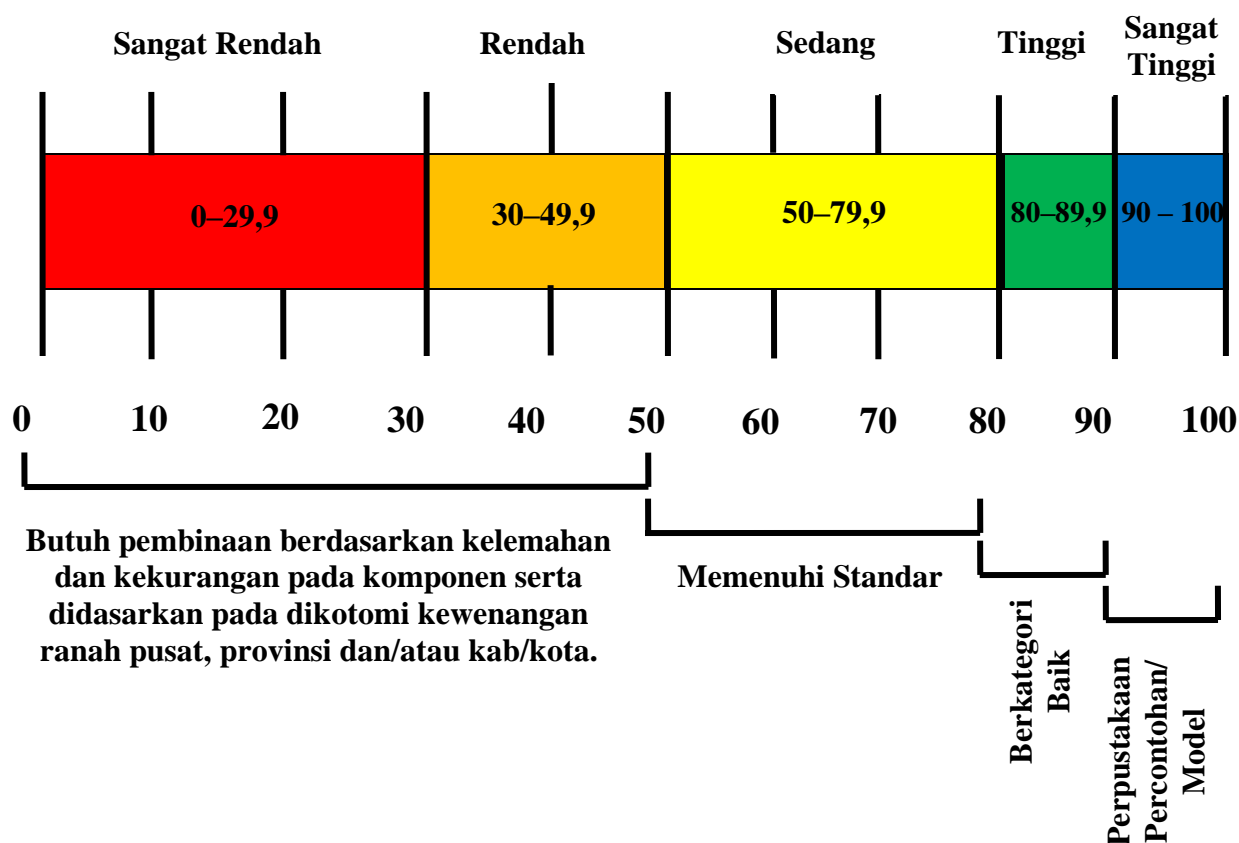 Sangat Rendah
Rendah
Sedang
Tinggi
Sangat
Tinggi
0–29,9
30–49,9
50–79,9
80–89,9
90 – 100
0
10
20
30
40
50
60
70
80
90
100
Butuh pembinaan berdasarkan kelemahan
dan kekurangan pada komponen serta
didasarkan pada dikotomi kewenangan
ranah pusat, provinsi dan/atau kab/kota.
Memenuhi Standar
Berkategori
Baik
Perpustakaan
Percontohan/
Model